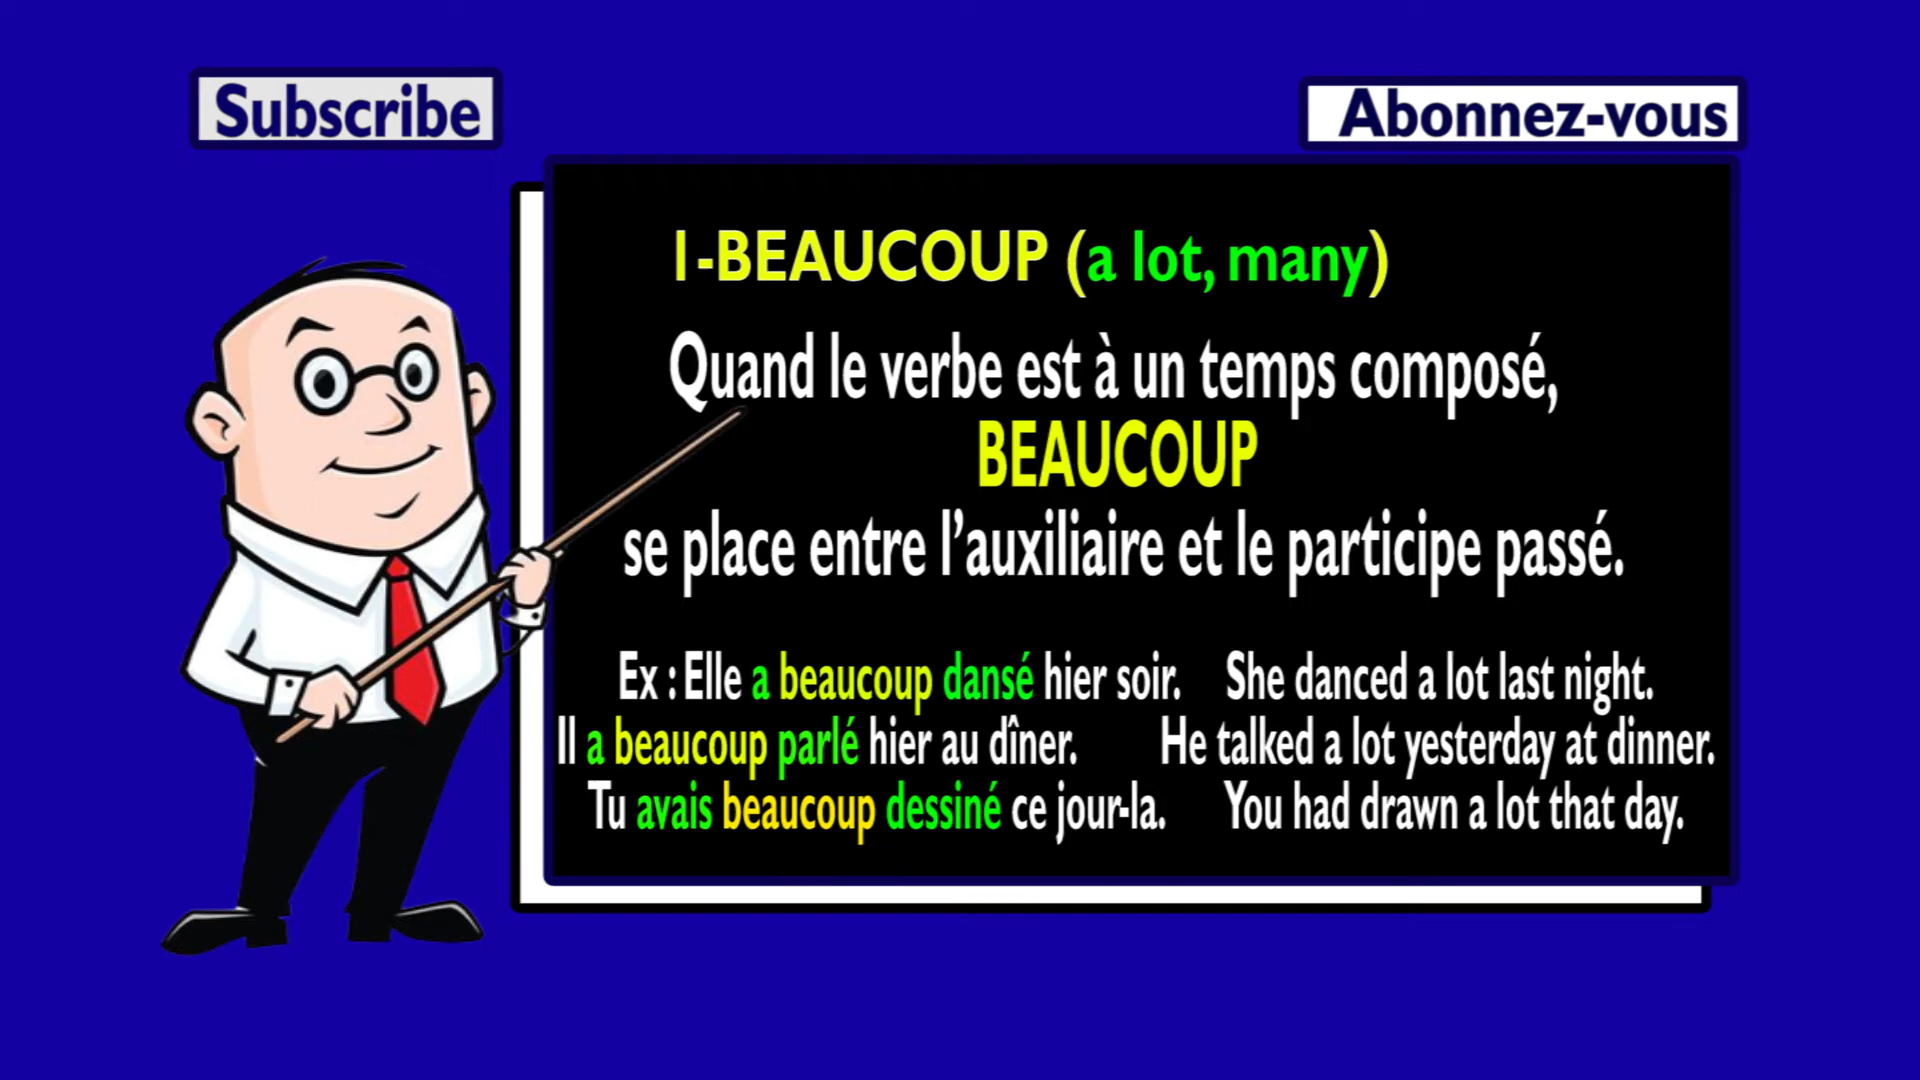 Subscribe
Abonnez-vous
1-BEAUCOUP (a lot, many)
Quand le verbe est à un temps composé,
BEAUCOUP
se place entre l’auxiliaire et le participe passé.
Ex : Elle a beaucoup dansé hier soir. She danced a lot last night.
Il a beaucoup parlé hier au dîner. He talked a lot yesterday at dinner.
Tu avais beaucoup dessiné ce jour-la. You had drawn a lot that day.